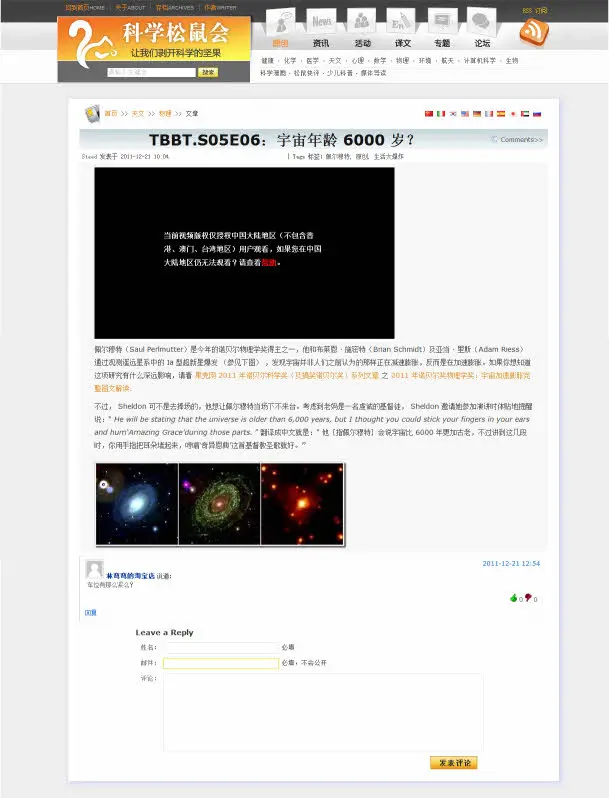 回到首页HOME | 关于ABOUT | 文档ARCHIVES | 作者WRITER
RSS 订阅
科学松鼠会
让我们剥开科学的坚果
搜索
原创 News 资讯 活动 En 译文 专题 论坛
健康 · 化学 · 医学 · 天文 · 心理 · 数学 · 物理 · 环境 · 航天 · 计算机科学 · 生物
科学漫酷 · 松鼠快评 · 少儿科普 · 媒体导读
首页 >> 天文 >> 物理 >> 文章
TBBT.S05E06：宇宙年龄 6000 岁？
Comments>>
Steed 发表于 2011-12-21 10:04
| Tags 标签：佩尔穆特, 原创, 生活大爆炸
当前视频版权仅授权中国大陆地区（不包含香
港、澳门、台湾地区）用户观看，如果您在中国
大陆地区仍无法观看？请查看帮助。
佩尔穆特（Saul Perlmutter）是今年的诺贝尔物理学奖得主之一，他和布莱恩·施密特（Brian Schmidt）及亚当·里斯（Adam Riess）
通过观测遥远星系中的 Ia 型超新星爆发 （参见下图），发现宇宙并非人们之前认为的那样正在减速膨胀，反而是在加速膨胀。如果你想知道
这项研究有什么深远影响，请看 果壳网 2011 年诺贝尔科学奖（及搞笑诺贝尔奖）系列文章 之 2011 年诺贝尔奖物理学奖：宇宙加速膨胀完
整图文解读.
不过， Sheldon 可不是去捧场的，他想让佩尔穆特当场下不来台。考虑到老妈是一名虔诚的基督徒， Sheldon 邀请她参加演讲时体贴地提醒
说：“ He will be stating that the universe is older than 6,000 years, but I thought you could stick your fingers in your ears
and hum‘Amazing Grace’during those parts. ” 翻译成中文就是：“ 他［指佩尔穆特］会说宇宙比 6000 年更加古老，不过讲到这几段
时，你用手指把耳朵堵起来，哼唱‘奇异恩典’这首基督教圣歌就好。”
2011-12-21 12:54
林弯弯的淘宝店 说道:
车位有那么紧么？
0 0
回复
Leave a Reply
姓名： 必填
邮件： 必填，不会公开
评论：
发表评论